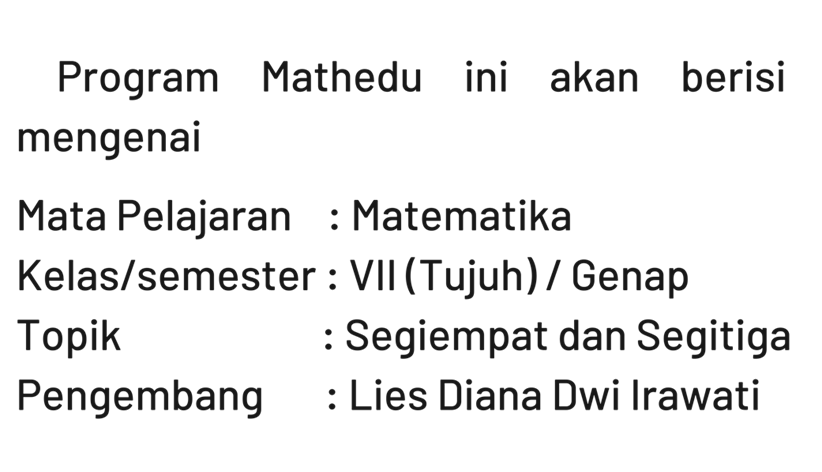 Program Mathedu ini akan berisi
mengenai
Mata Pelajaran : Matematika
Kelas/semester : VII (Tujuh) / Genap
Topik : Segiempat dan Segitiga
Pengembang : Lies Diana Dwi Irawati